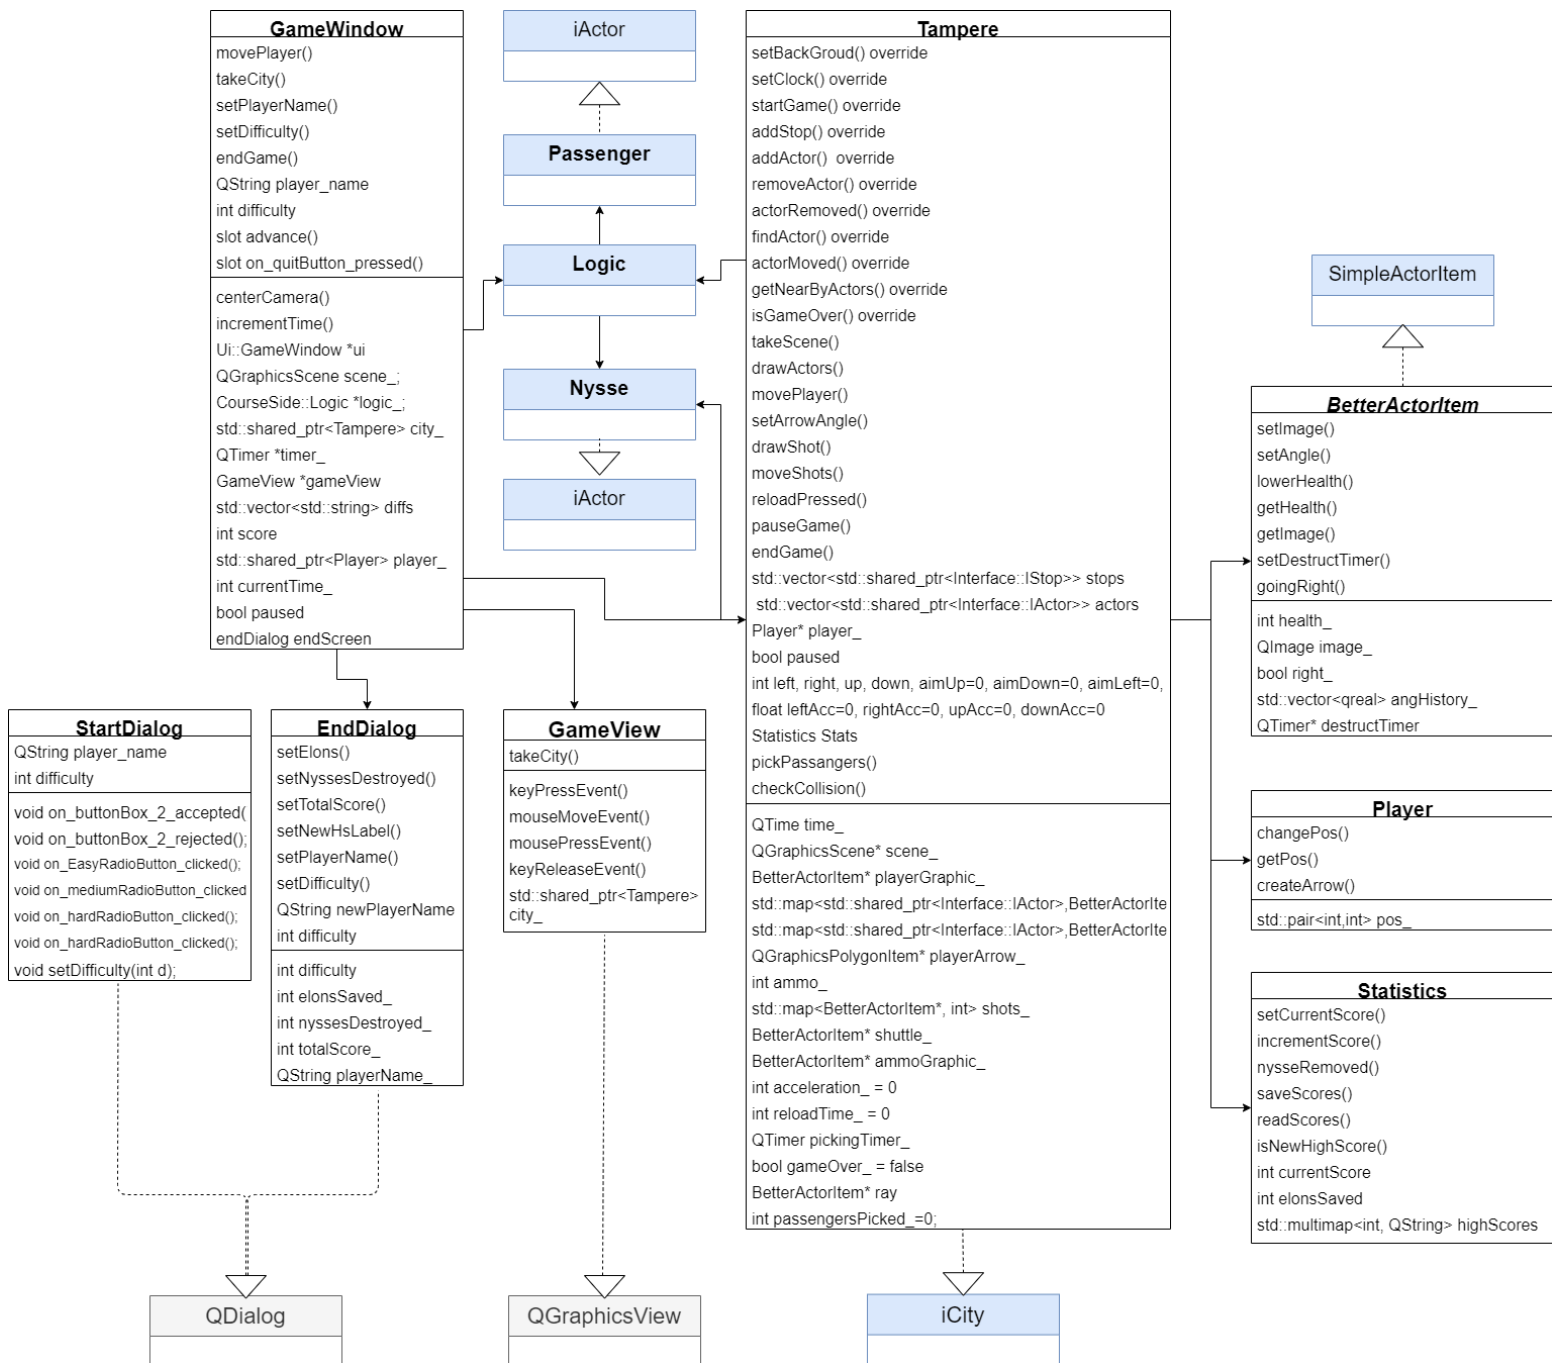 GameWindow
movePlayer()
takeCity()
setPlayerName()
setDifficulty()
endGame()
QString player_name
int difficulty
slot advance()
slot on_quitButton_pressed()
centerCamera()
incrementTime()
Ui::GameWindow *ui
QGraphicsScene scene_;
CourseSide::Logic *logic_;
std::shared_ptr<Tampere> city_
QTimer *timer_
GameView *gameView
std::vector<std::string> diffs
int score
std::shared_ptr<Player> player_
int currentTime_
bool paused
endDialog endScreen
iActor
Passenger
Logic
Nysse
iActor
Tampere
setBackGroud() override
setClock() override
startGame() override
addStop() override
addActor()  override
removeActor() override
actorRemoved() override
findActor() override
actorMoved() override
getNearByActors() override
isGameOver() override
takeScene()
drawActors()
movePlayer()
setArrowAngle()
drawShot()
moveShots()
reloadPressed()
pauseGame()
endGame()
std::vector<std::shared_ptr<Interface::IStop>> stops
std::vector<std::shared_ptr<Interface::IActor>> actors
Player* player_
bool paused
int left, right, up, down, aimUp=0, aimDown=0, aimLeft=0,
float leftAcc=0, rightAcc=0, upAcc=0, downAcc=0
Statistics Stats
pickPassangers()
checkCollision()
QTime time_
QGraphicsScene* scene_
BetterActorItem* playerGraphic_
std::map<std::shared_ptr<Interface::IActor>,BetterActorIte
std::map<std::shared_ptr<Interface::IActor>,BetterActorIte
QGraphicsPolygonItem* playerArrow_
int ammo_
std::map<BetterActorItem*, int> shots_
BetterActorItem* shuttle_
BetterActorItem* ammoGraphic_
int acceleration_ = 0
int reloadTime_ = 0
QTimer pickingTimer_
bool gameOver_ = false
BetterActorItem* ray
int passengersPicked_=0;
SimpleActorItem
BetterActorItem
setImage()
setAngle()
lowerHealth()
getHealth()
getImage()
setDestructTimer()
goingRight()
int health_
QImage image_
bool right_
std::vector<qreal> angHistory_
QTimer* destructTimer
Player
changePos()
getPos()
createArrow()
std::pair<int,int> pos_
Statistics
setCurrentScore()
incrementScore()
nysseRemoved()
saveScores()
readScores()
isNewHighScore()
int currentScore
int elonsSaved
std::multimap<int, QString> highScores
StartDialog
QString player_name
int difficulty
void on_buttonBox_2_accepted(
void on_buttonBox_2_rejected();
void on_EasyRadioButton_clicked();
void on_mediumRadioButton_clicked
void on_hardRadioButton_clicked();
void on_hardRadioButton_clicked();
void setDifficulty(int d);
EndDialog
setElons()
setNyssesDestroyed()
setTotalScore()
setNewHsLabel()
setPlayerName()
setDifficulty()
QString newPlayerName
int difficulty
int difficulty
int elonsSaved_
int nyssesDestroyed_
int totalScore_
QString playerName_
GameView
takeCity()
keyPressEvent()
mouseMoveEvent()
mousePressEvent()
keyReleaseEvent()
std::shared_ptr<Tampere>
city_
QDialog
QGraphicsView
iCity